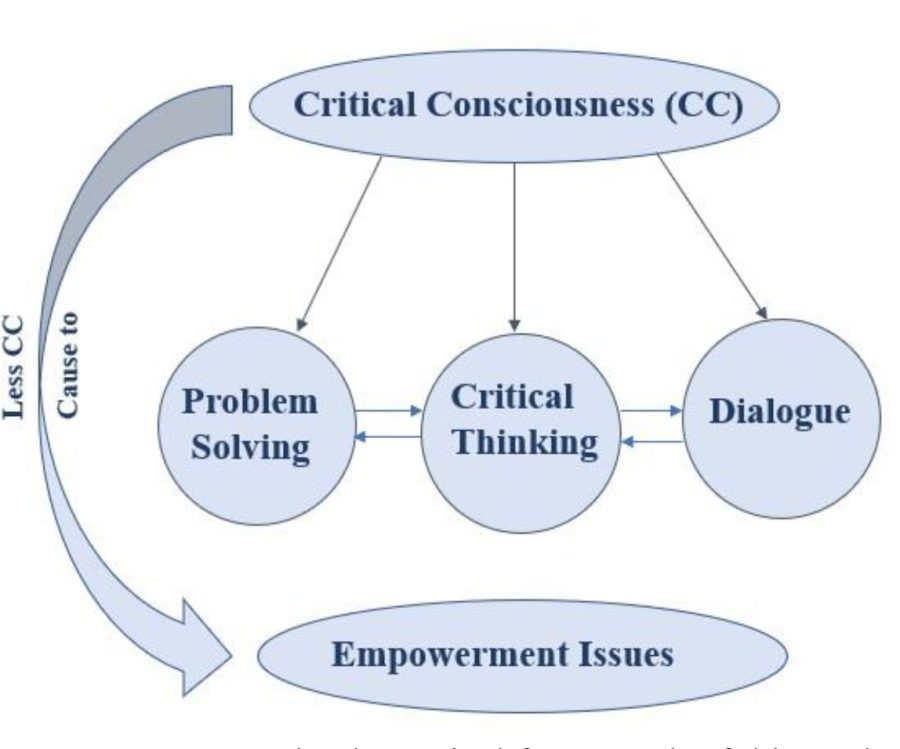 Critical Consciousness (CC)
Less CC
Cause to
Problem
Solving
Critical
Thinking
Dialogue
Empowerment Issues